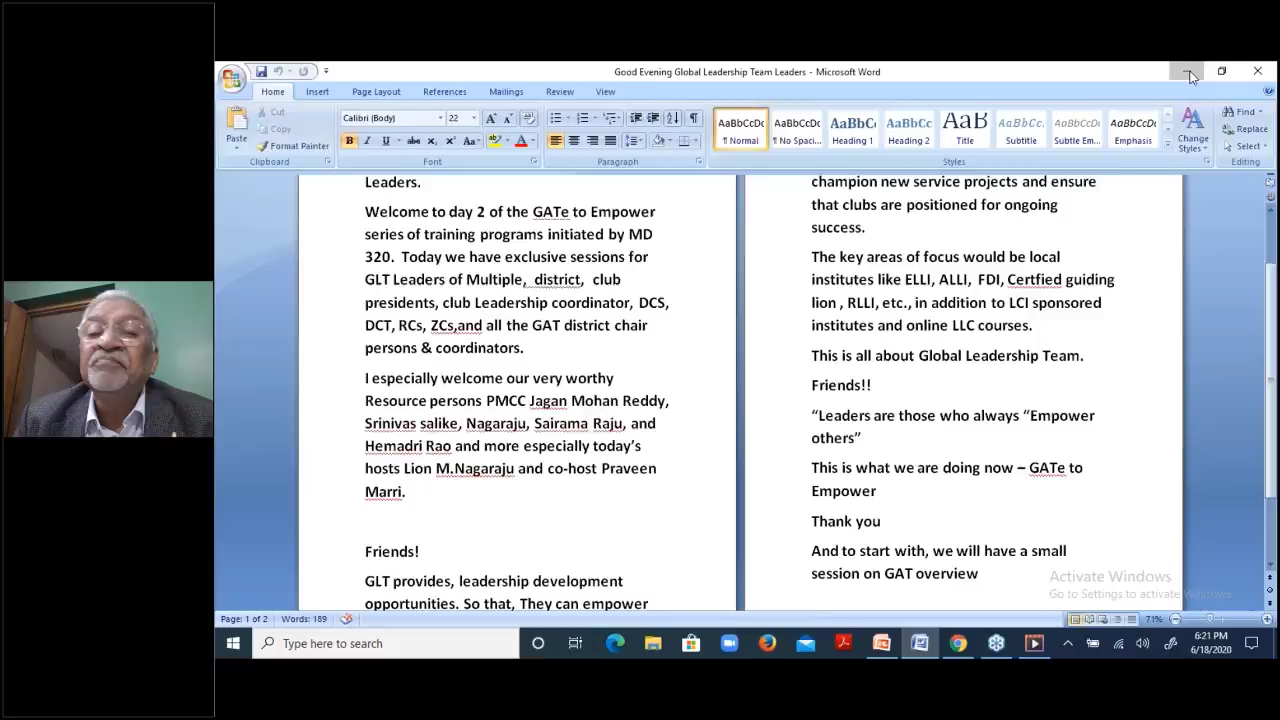 Good Evening Global Leadership Team Leaders - Microsoft Word
Home Insert Page Layout References Mailings Review View
Paste
Cut
Copy
Format Painter
Clipboard
Calibri (Body) 22
Font
Paragraph
AaBbCcDc AaBbCcDc AaBbC AaBbCc AaB AaBbCc. AaBbCcDt AaBbCcDt
¶ Normal ¶ No Spaci... Heading 1 Heading 2 Title Subtitle Subtle Em... Emphasis
Styles
Change
Styles
Find
Replace
Select
Editing
Leaders.
Welcome to day 2 of the GATe to Empower
series of training programs initiated by MD
320. Today we have exclusive sessions for
GLT Leaders of Multiple, district, club
presidents, club Leadership coordinator, DCS,
DCT, RCs, ZCs,and all the GAT district chair
persons & coordinators.
I especially welcome our very worthy
Resource persons PMCC Jagan Mohan Reddy,
Srinivas salike, Nagaraju, Sairama Raju, and
Hemadri Rao and more especially today's
hosts Lion M.Nagaraju and co-host Praveen
Marri.
Friends!
GLT provides, leadership development
opportunities. So that, They can empower
champion new service projects and ensure
that clubs are positioned for ongoing
success.
The key areas of focus would be local
institutes like ELLI, ALLI, FDI, Certfied guiding
lion , RLLI, etc., in addition to LCI sponsored
institutes and online LLC courses.
This is all about Global Leadership Team.
Friends!!
“Leaders are those who always “Empower
others”
This is what we are doing now – GATe to
Empower
Thank you
And to start with, we will have a small
session on GAT overview
Activate Windows
Go to Settings to activate Windows.
Page: 1 of 2 Words: 189 71%
Type here to search
6:21 PM
6/18/2020